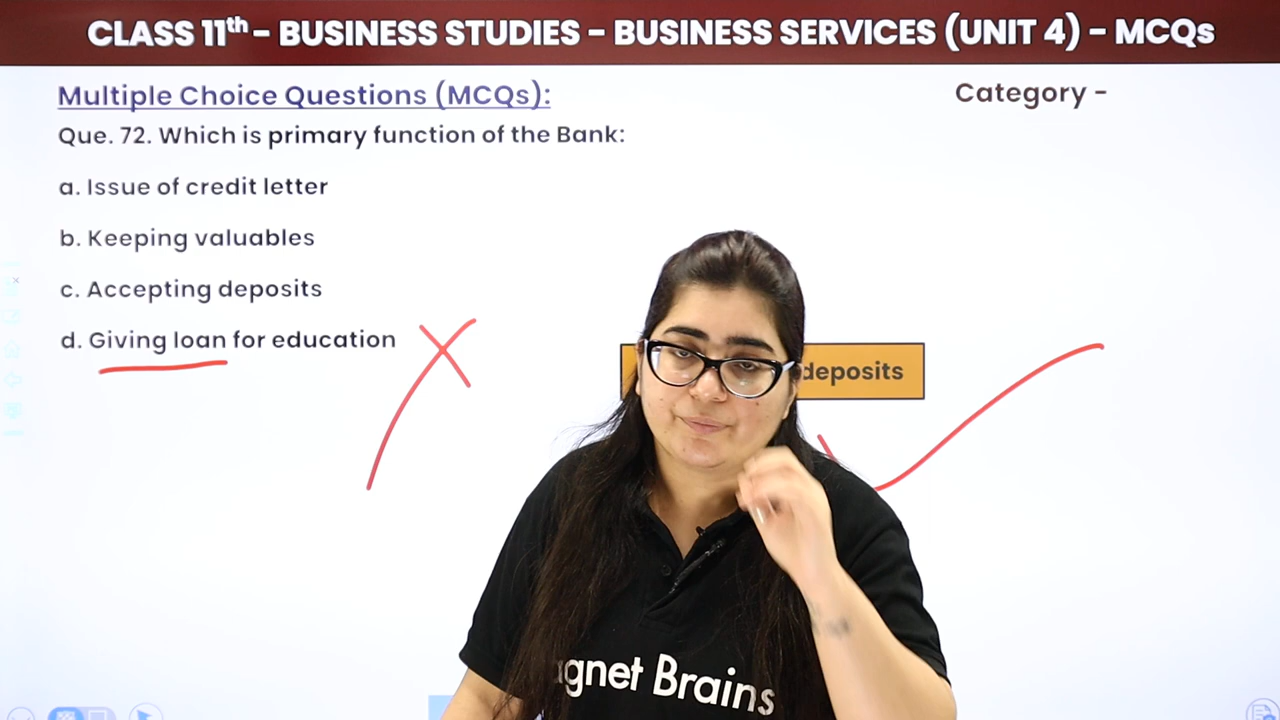 CLASS 11th – BUSINESS STUDIES – BUSINESS SERVICES (UNIT 4) – MCQs
Multiple Choice Questions (MCQs):
Category -
Que. 72. Which is primary function of the Bank:
a. Issue of credit letter
b. Keeping valuables
c. Accepting deposits
d. Giving loan for education
deposits
agnet Brains